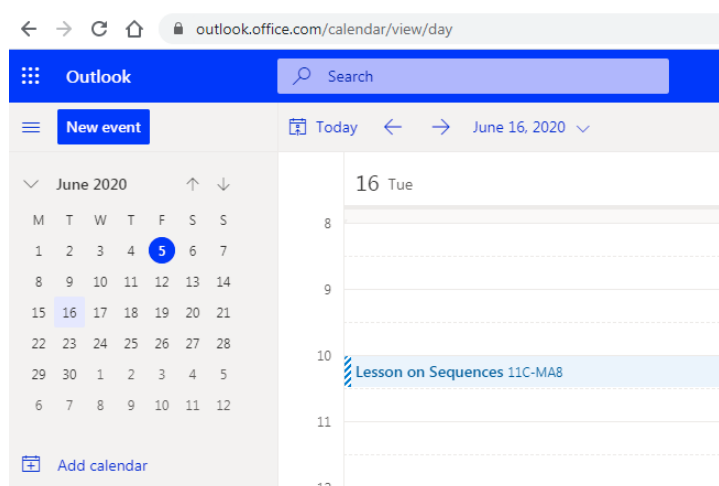 outlook.office.com/calendar/view/day
Outlook
Search
New event
Today
June 16, 2020
June 2020
M T W T F S S
1 2 3 4 5 6 7
8 9 10 11 12 13 14
15 16 17 18 19 20 21
22 23 24 25 26 27 28
29 30 1 2 3 4 5
6 7 8 9 10 11 12
Add calendar
16 Tue
8
9
10
Lesson on Sequences 11C-MA8
11
12